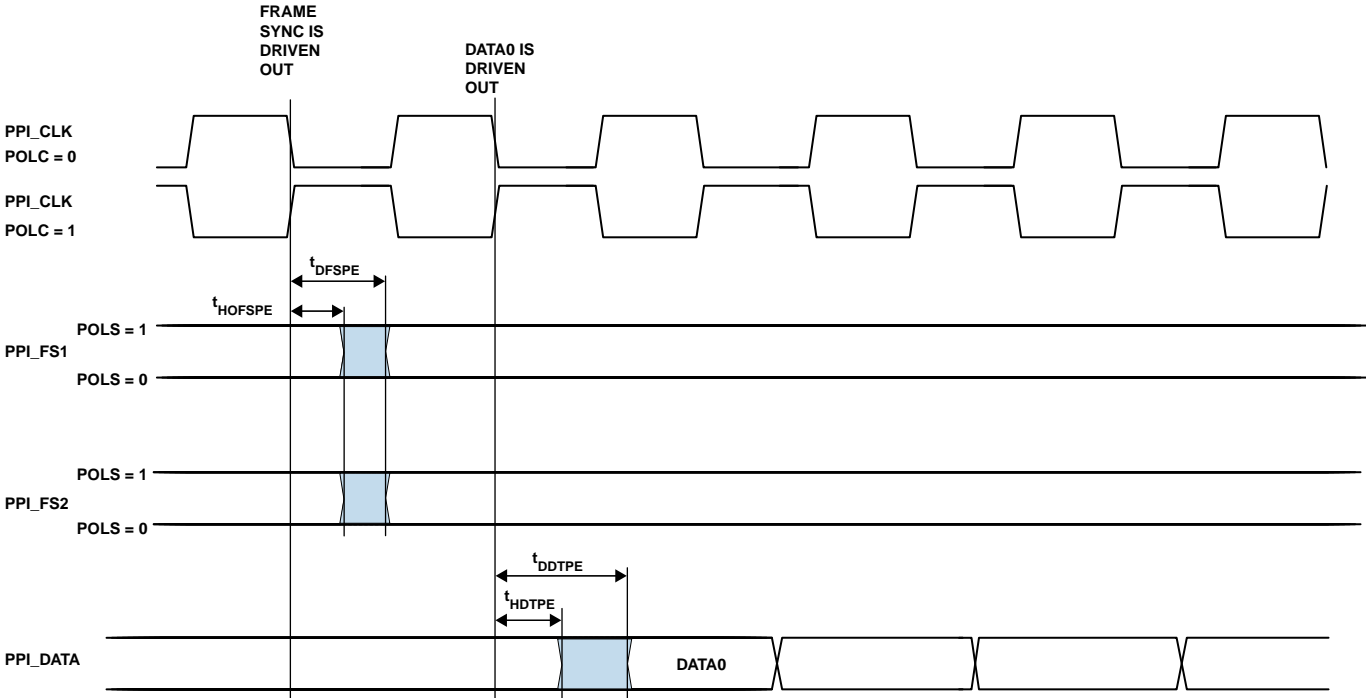 FRAME
SYNC IS
DRIVEN
OUT
DATA0 IS
DRIVEN
OUT
PPI_CLK
POLC = 0
PPI_CLK
POLC = 1
tDFSPE
tHOFSPE
POLS = 1
PPI_FS1
POLS = 0
POLS = 1
PPI_FS2
POLS = 0
tDDTPE
tHDTPE
PPI_DATA
DATA0